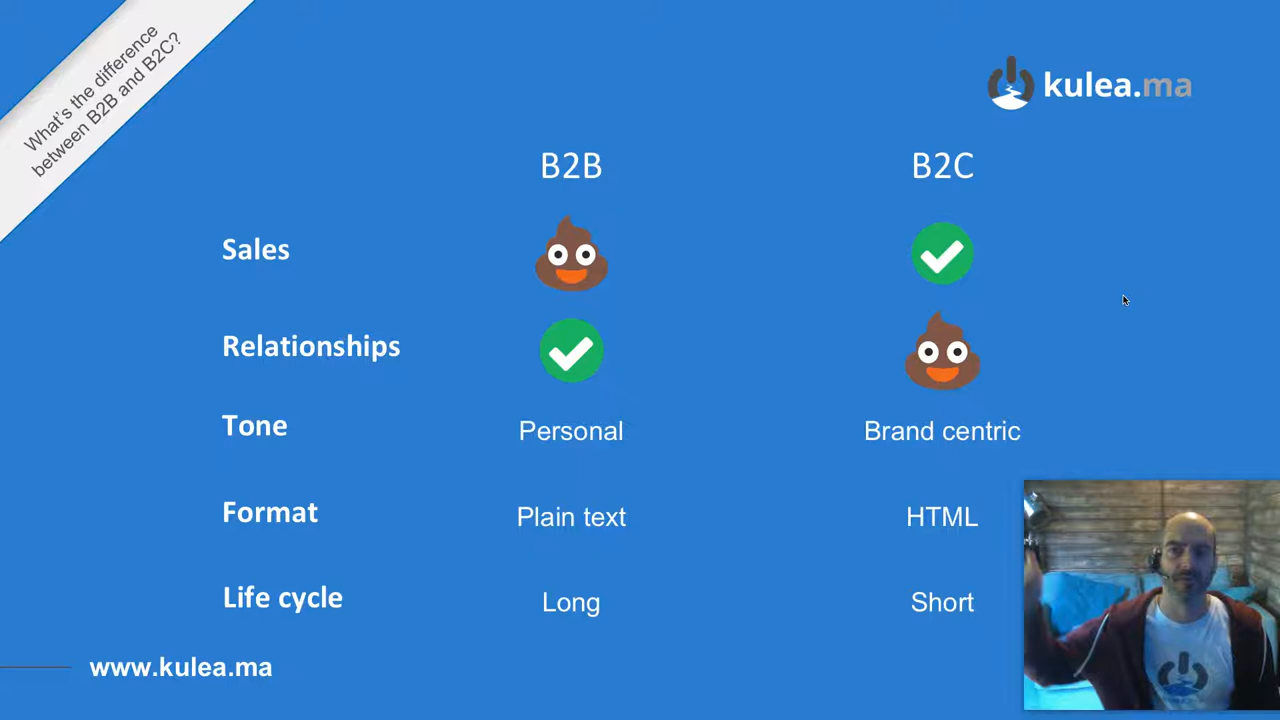 What's the difference
between B2B and B2C?
kulea.ma
B2B B2C
Sales
Relationships
Tone Personal Brand centric
Format Plain text HTML
Life cycle Long Short
www.kulea.ma